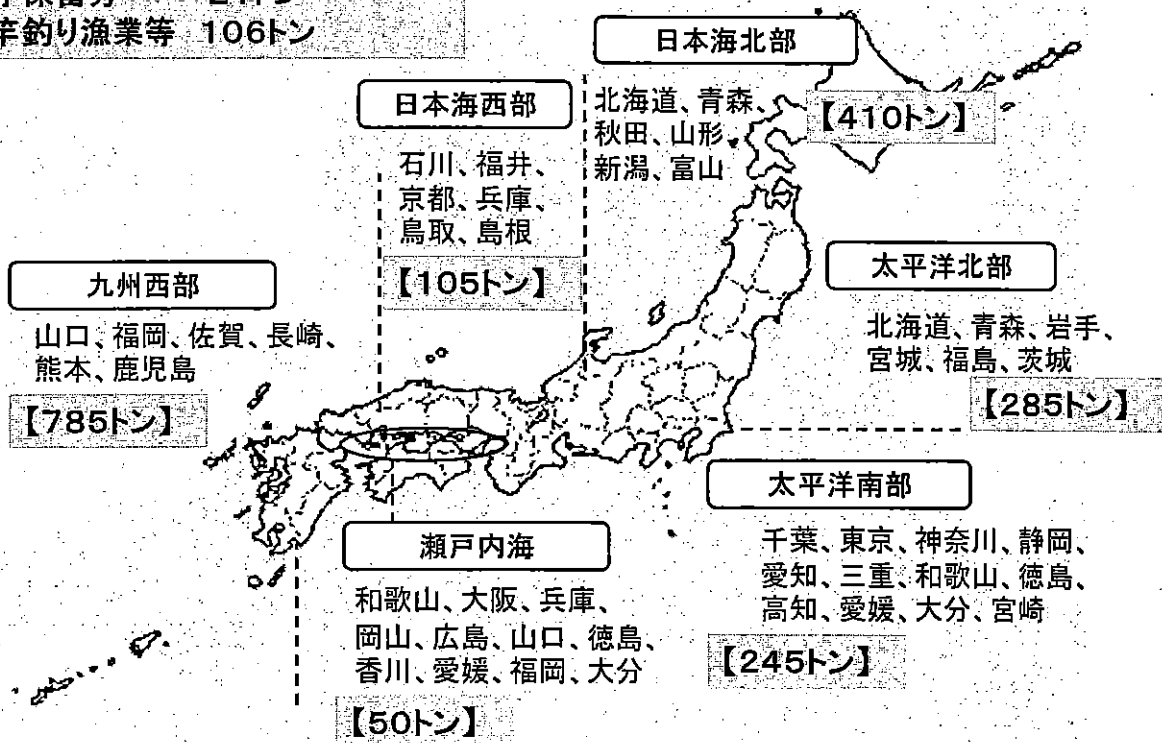 竿釣り漁業等 106トン
日本海北部
北海道、青森、
秋田、山形、
新潟、富山
【410トン】
日本海西部
石川、福井、
京都、兵庫、
鳥取、島根
【105トン】
九州西部
山口、福岡、佐賀、長崎、
熊本、鹿児島
【785トン】
太平洋北部
北海道、青森、岩手、
宮城、福島、茨城
【285トン】
太平洋南部
千葉、東京、神奈川、静岡、
愛知、三重、和歌山、徳島、
高知、愛媛、大分、宮崎
【245トン】
瀬戸内海
和歌山、大阪、兵庫、
岡山、広島、山口、徳島、
香川、愛媛、福岡、大分
【50トン】